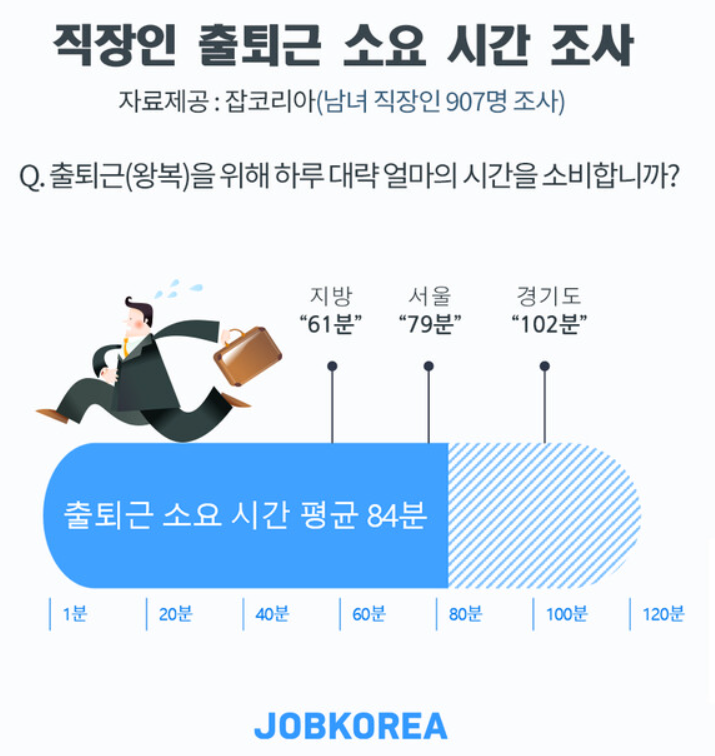 직장인 출퇴근 소요 시간 조사
자료제공 : 잡코리아(남녀 직장인 907명 조사)
Q. 출퇴근(왕복)을 위해 하루 대략 얼마의 시간을 소비합니까?
지방 서울 경기도
“61분” “79분” “102분”
출퇴근 소요 시간 평균 84분
1분 20분 40분 60분 80분 100분 120분
JOBKOREA